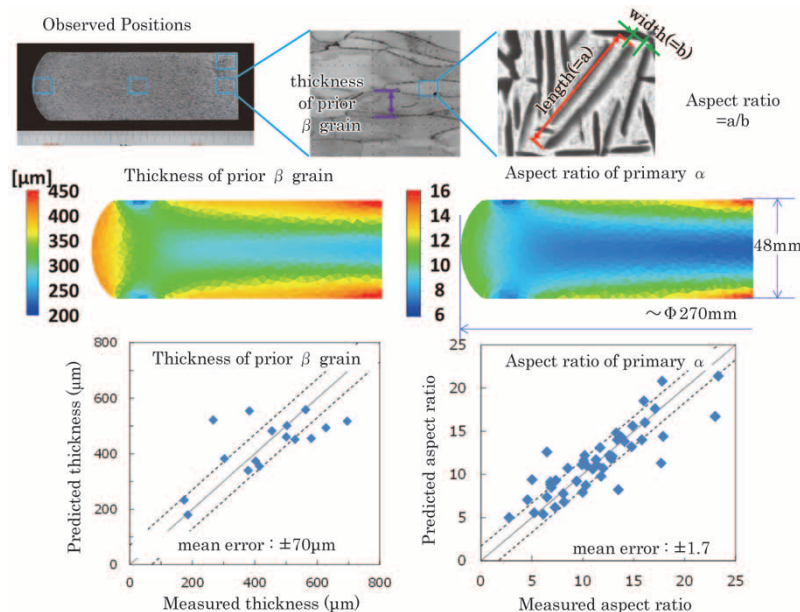 Observed Positions
thickness
of prior
β grain
length(=a)
width(=b)
Aspect ratio
=a/b
Thickness of prior β grain
Aspect ratio of primary α
[μm]
450
400
350
300
250
200
16
14
12
10
8
6
48mm
～Φ270mm
Thickness of prior β grain
Predicted thickness (μm)
800
600
400
200
0
0
200
400
600
800
mean error：±70μm
Measured thickness (μm)
Aspect ratio of primary α
Predicted aspect ratio
25
20
15
10
5
0
0
5
10
15
20
25
mean error：±1.7
Measured aspect ratio